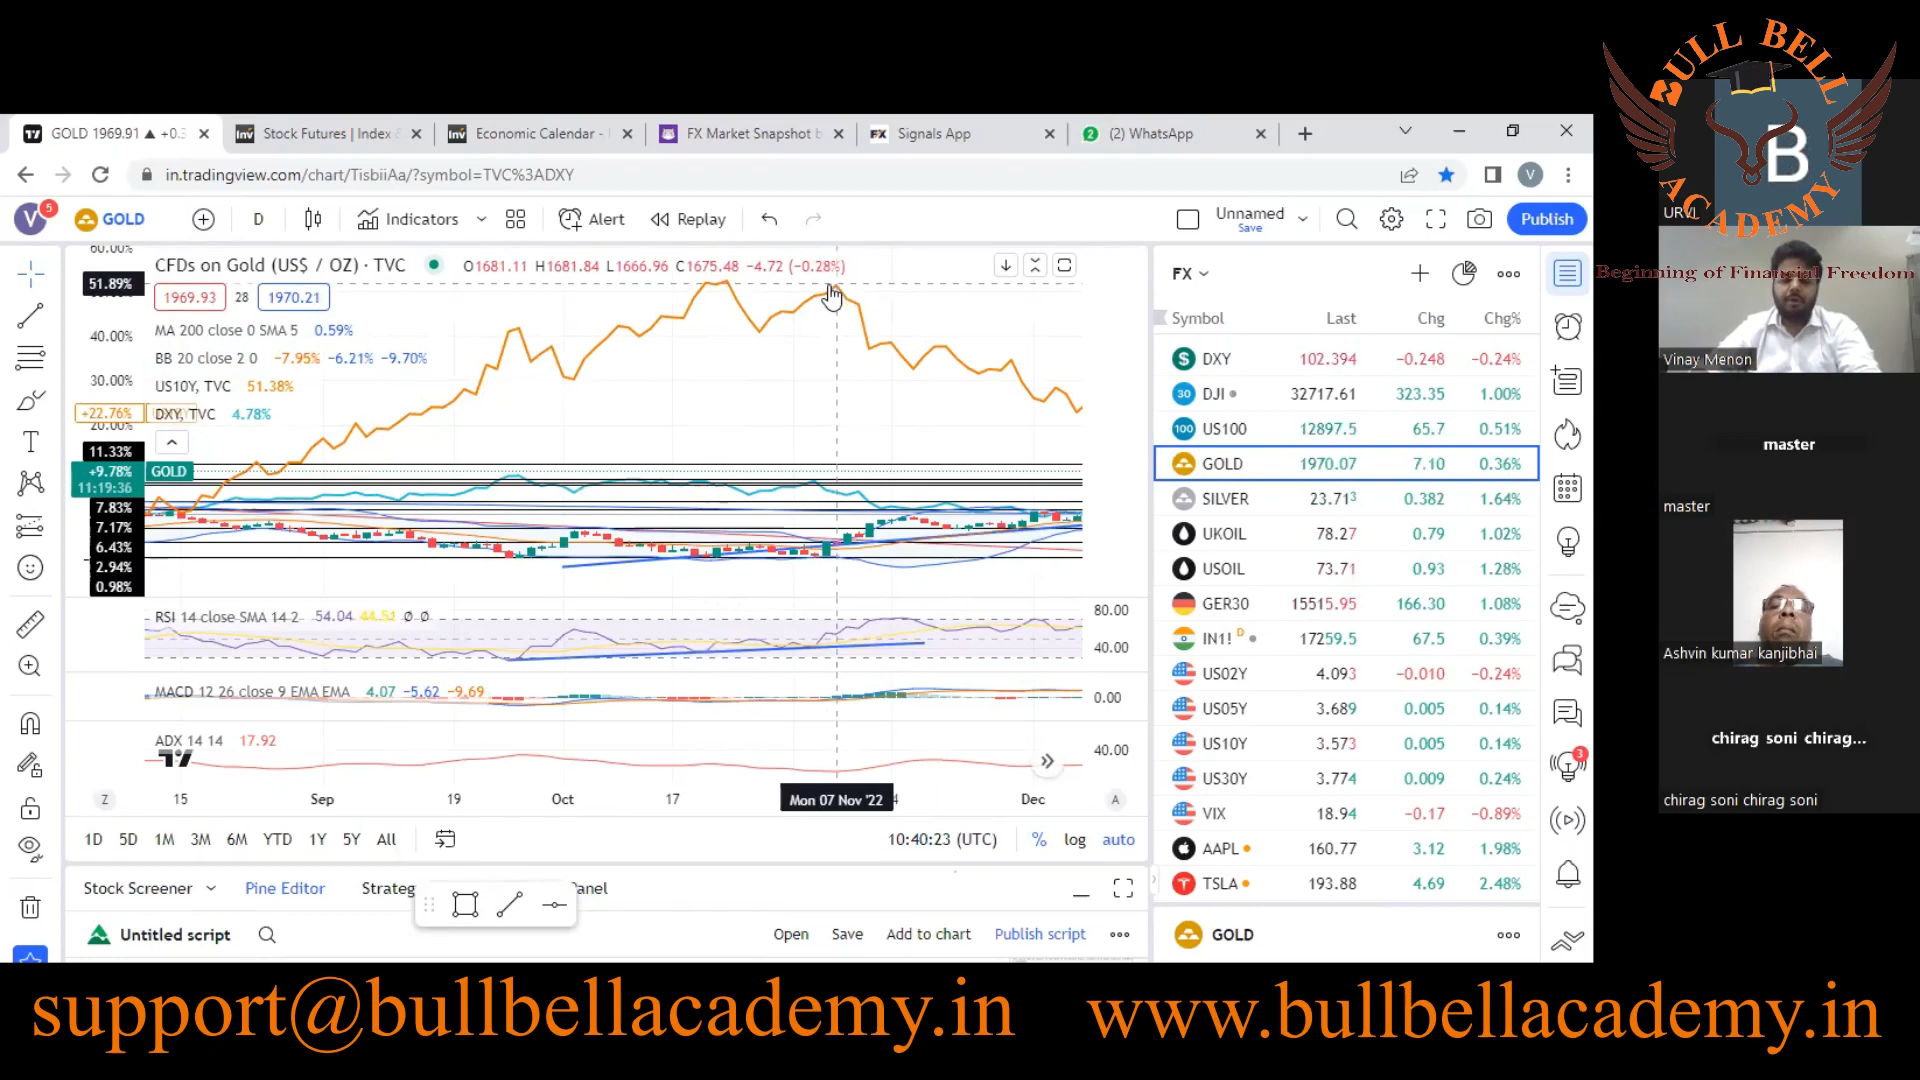 BULL BELL
ACADEMY
Beginning of Financial Freedom
B
URVI
GOLD 1969.91 ▲ +0.3
Stock Futures | Index
Economic Calendar -
FX Market Snapshot b
Signals App
(2) WhatsApp
in.tradingview.com/chart/TisbiiAa/?symbol=TVC%3ADXY
V
V 5
GOLD
D
Indicators
Alert
Replay
Unnamed
Save
Publish
60.00%
51.89%
40.00%
30.00%
+22.76%
20.00%
11.33%
+9.78%
11:19:36
GOLD
7.83%
7.17%
6.43%
2.94%
0.98%
CFDs on Gold (US$ / OZ) · TVC
O1681.11 H1681.84 L1666.96 C1675.48 −4.72 (−0.28%)
1969.93 28 1970.21
MA 200 close 0 SMA 5 0.59%
BB 20 close 2 0 −7.95% −6.21% −9.70%
US10Y, TVC 51.38%
DXY, TVC 4.78%
RSI 14 close SMA 14 2 54.04 44.51 Ø Ø
80.00
40.00
MACD 12 26 close 9 EMA EMA 4.07 −5.62 −9.69
0.00
ADX 14 14 17.92
40.00
Z 15 Sep 19 Oct 17 Mon 07 Nov '22 Dec A
1D 5D 1M 3M 6M YTD 1Y 5Y All
10:40:23 (UTC) % log auto
Stock Screener Pine Editor Strateg anel
Untitled script
Open Save Add to chart Publish script
FX
Symbol Last Chg Chg%
DXY 102.394 −0.248 −0.24%
DJI 32717.61 323.35 1.00%
US100 12897.5 65.7 0.51%
GOLD 1970.07 7.10 0.36%
SILVER 23.713 0.382 1.64%
UKOIL 78.27 0.79 1.02%
USOIL 73.71 0.93 1.28%
GER30 15515.95 166.30 1.08%
IN1! D 17259.5 67.5 0.39%
US02Y 4.093 −0.010 −0.24%
US05Y 3.689 0.005 0.14%
US10Y 3.573 0.005 0.14%
US30Y 3.774 0.009 0.24%
VIX 18.94 −0.17 −0.89%
AAPL 160.77 3.12 1.98%
TSLA 193.88 4.69 2.48%
GOLD
3
Vinay Menon
master
master
Ashvin kumar kanjibhai
chirag soni chirag...
chirag soni chirag soni
support@bullbellacademy.in
www.bullbellacademy.in